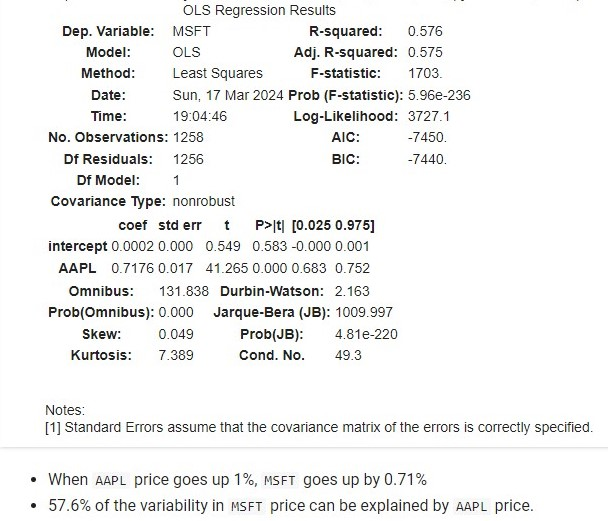 OLS Regression Results
Dep. Variable: MSFT R-squared: 0.576
Model: OLS Adj. R-squared: 0.575
Method: Least Squares F-statistic: 1703.
Date: Sun, 17 Mar 2024 Prob (F-statistic): 5.96e-236
Time: 19:04:46 Log-Likelihood: 3727.1
No. Observations: 1258 AIC: -7450.
Df Residuals: 1256 BIC: -7440.
Df Model: 1
Covariance Type: nonrobust
coef std err t P>|t| [0.025 0.975]
intercept 0.0002 0.000 0.549 0.583 -0.000 0.001
AAPL 0.7176 0.017 41.265 0.000 0.683 0.752
Omnibus: 131.838 Durbin-Watson: 2.163
Prob(Omnibus): 0.000 Jarque-Bera (JB): 1009.997
Skew: 0.049 Prob(JB): 4.81e-220
Kurtosis: 7.389 Cond. No. 49.3
Notes:
[1] Standard Errors assume that the covariance matrix of the errors is correctly specified.
• When AAPL price goes up 1%, MSFT goes up by 0.71%
• 57.6% of the variability in MSFT price can be explained by AAPL price.